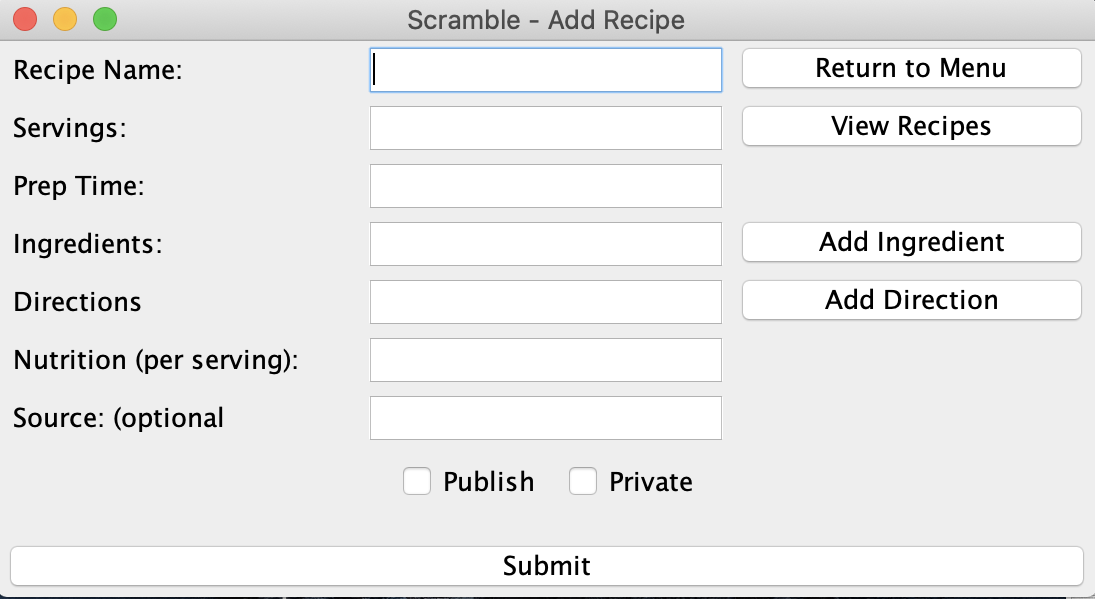 Scramble - Add Recipe
Recipe Name:
Return to Menu
Servings:
View Recipes
Prep Time:
Ingredients:
Add Ingredient
Directions
Add Direction
Nutrition (per serving):
Source: (optional
Publish
Private
Submit